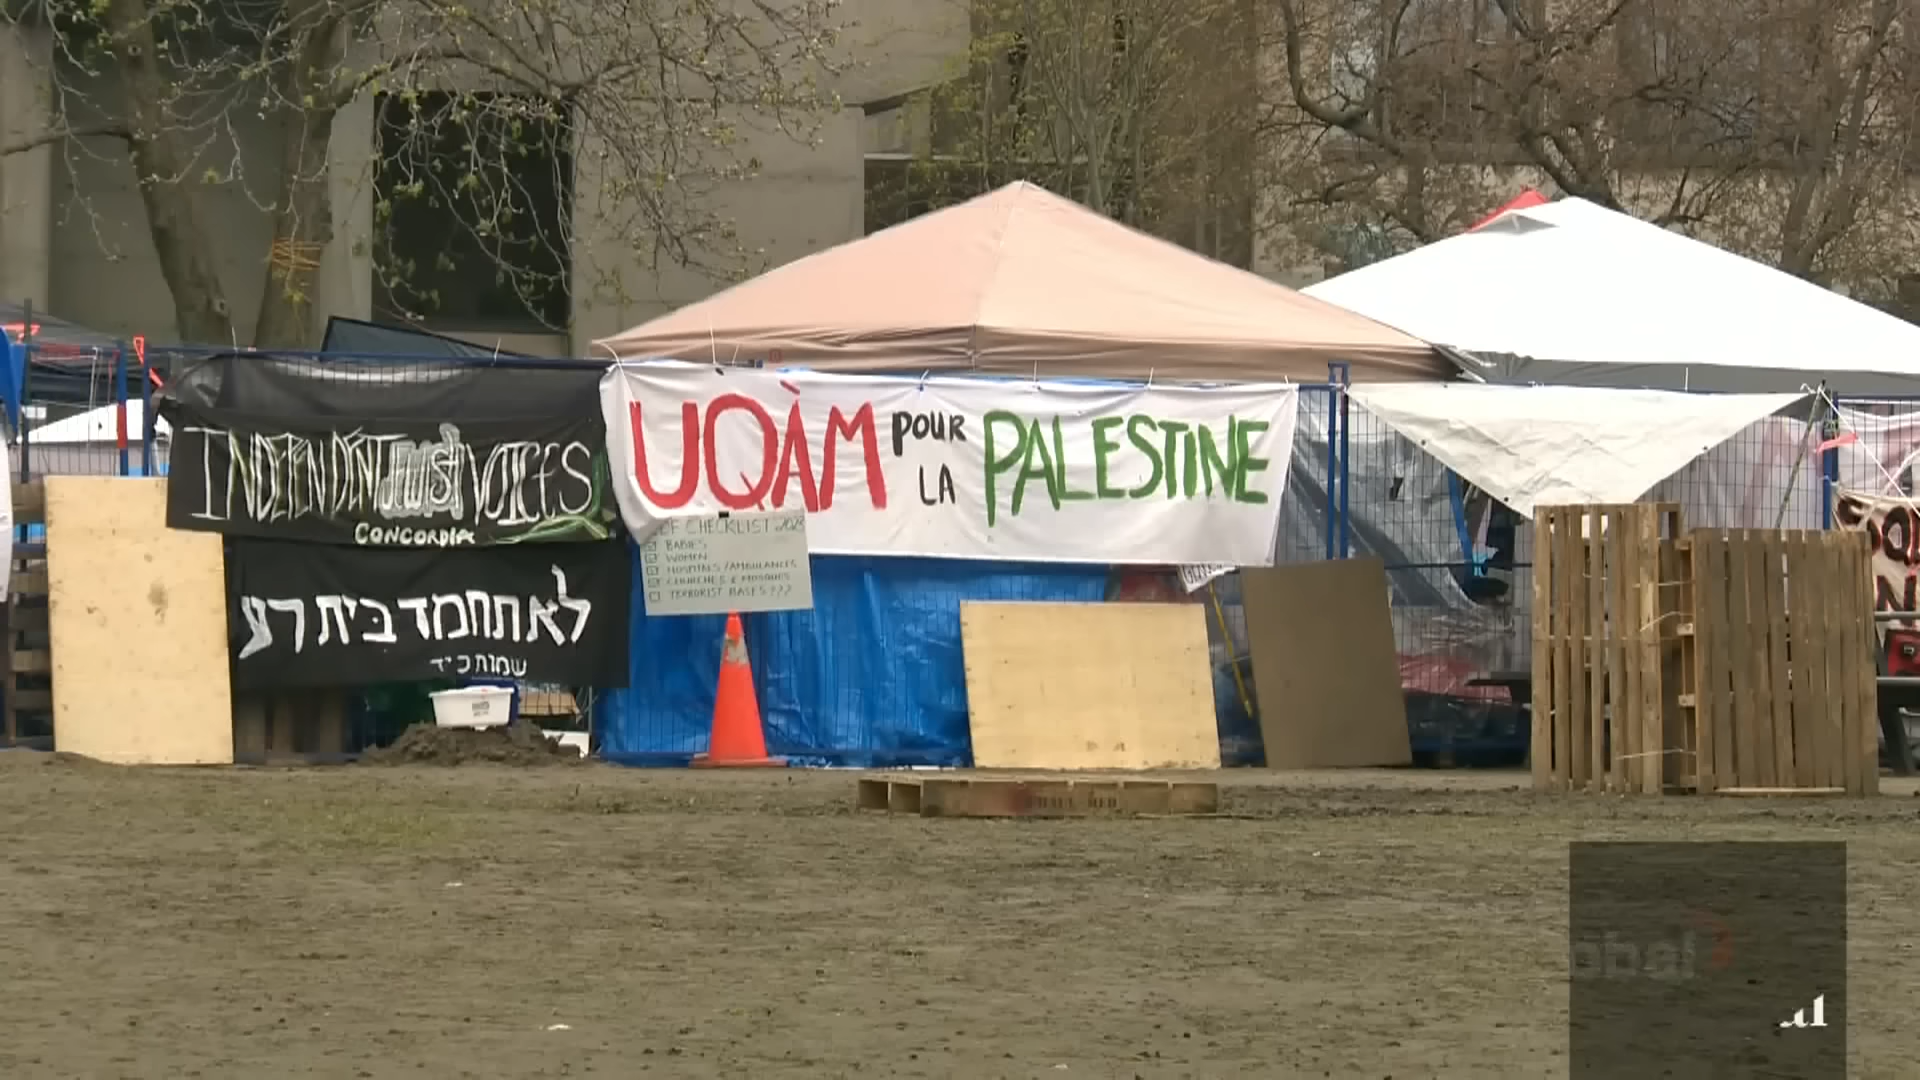 INDEPENDENT JEWISH VOICES
CONCORDIA
לא תחמד בית רע
שמות כ יד
UQÀM POUR LA PALESTINE
CHECKLIST 2023
BABIES
WOMEN
HOSPITALS / AMBULANCES
CHURCHES & MOSQUES
TERRORIST BASES ???